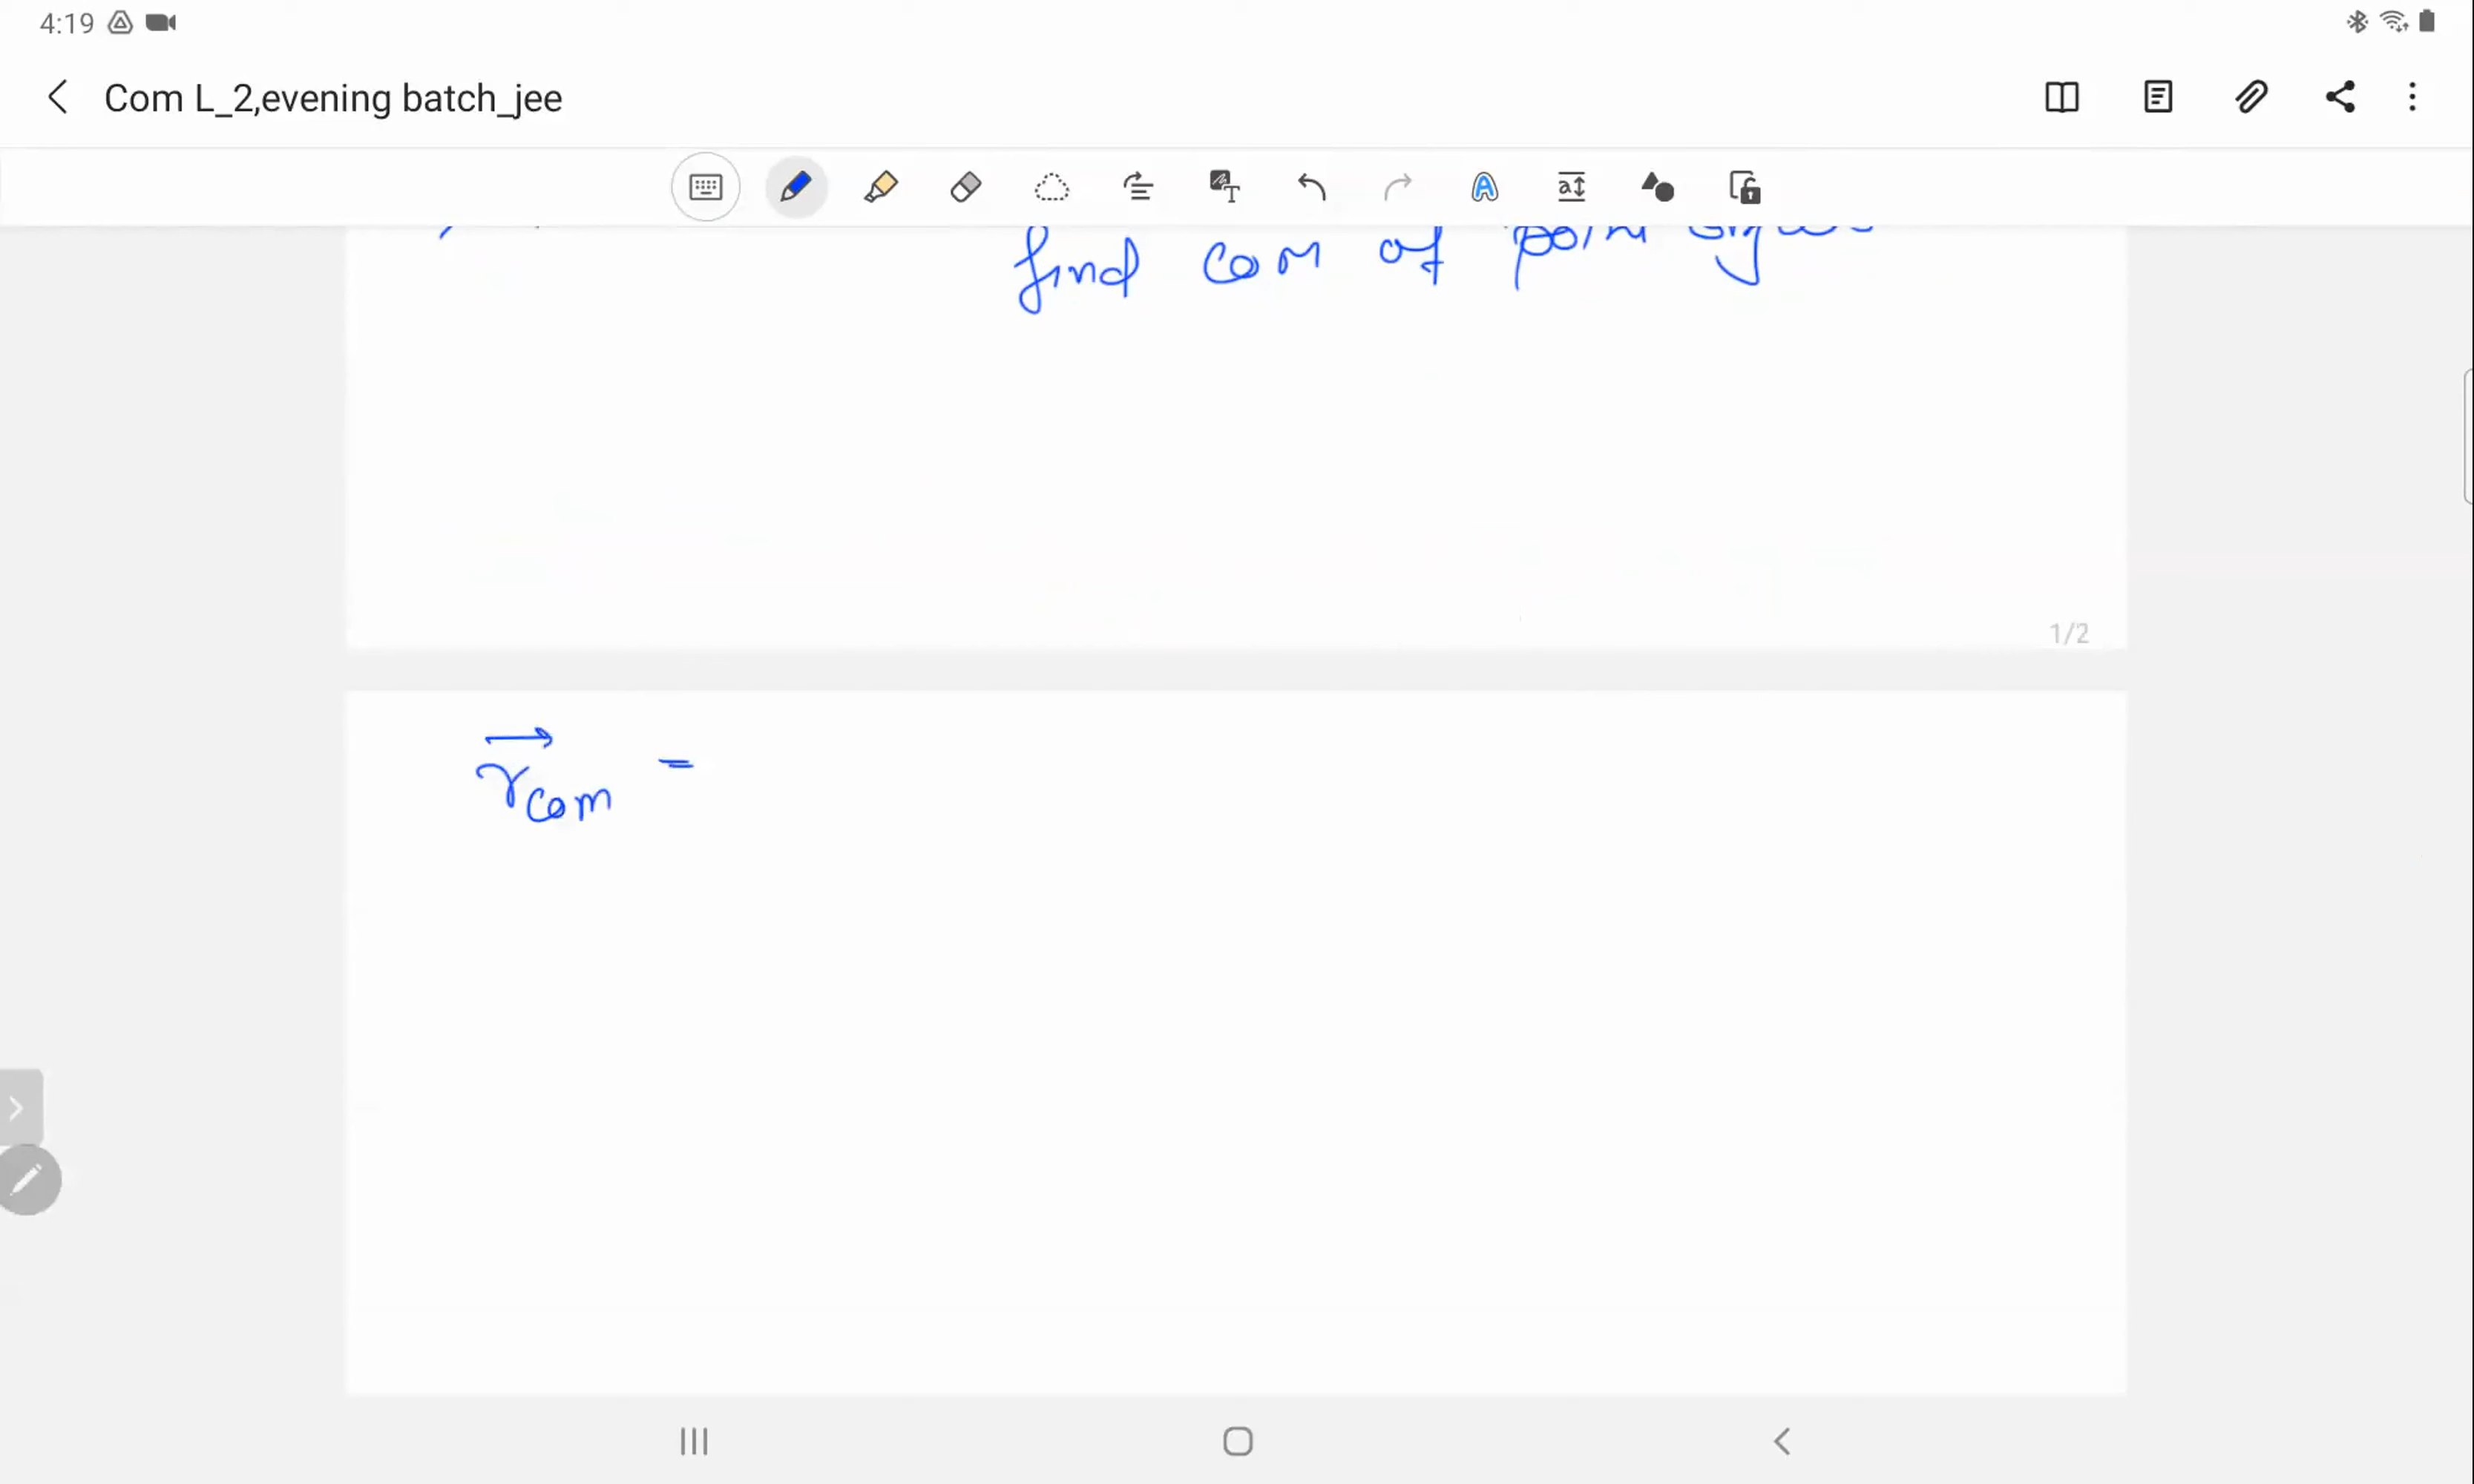 4:19
Com L_2,evening batch_jee
find com of
1/2
→
r com =